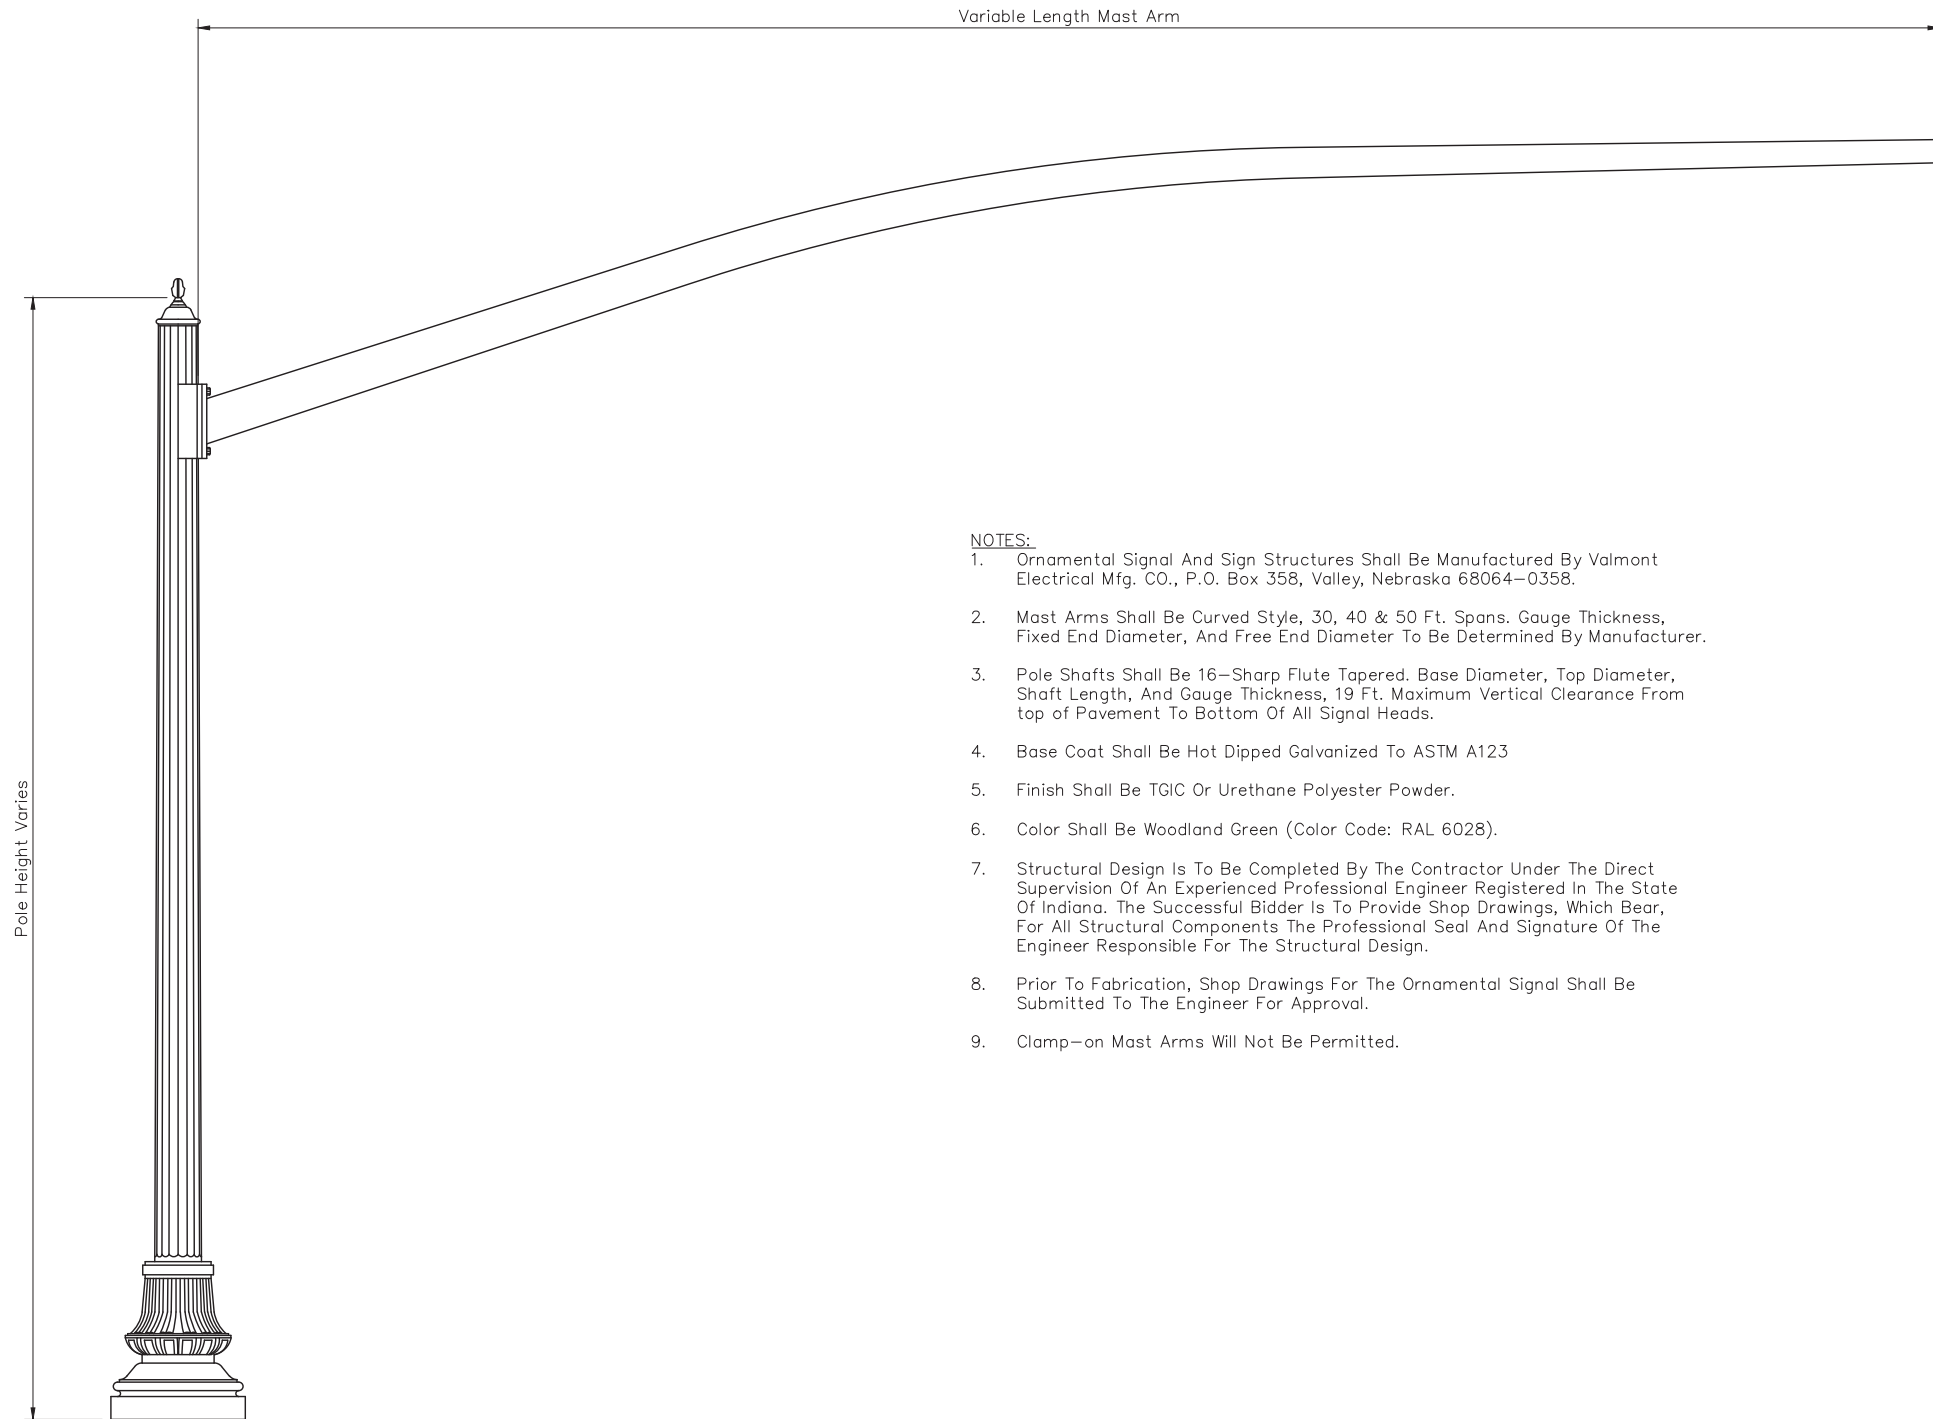 Variable Length Mast Arm
Pole Height Varies
NOTES:
1. Ornamental Signal And Sign Structures Shall Be Manufactured By Valmont
Electrical Mfg. CO., P.O. Box 358, Valley, Nebraska 68064-0358.
2. Mast Arms Shall Be Curved Style, 30, 40 & 50 Ft. Spans. Gauge Thickness,
Fixed End Diameter, And Free End Diameter To Be Determined By Manufacturer.
3. Pole Shafts Shall Be 16-Sharp Flute Tapered. Base Diameter, Top Diameter,
Shaft Length, And Gauge Thickness, 19 Ft. Maximum Vertical Clearance From
top of Pavement To Bottom Of All Signal Heads.
4. Base Coat Shall Be Hot Dipped Galvanized To ASTM A123
5. Finish Shall Be TGIC Or Urethane Polyester Powder.
6. Color Shall Be Woodland Green (Color Code: RAL 6028).
7. Structural Design Is To Be Completed By The Contractor Under The Direct
Supervision Of An Experienced Professional Engineer Registered In The State
Of Indiana. The Successful Bidder Is To Provide Shop Drawings, Which Bear,
For All Structural Components The Professional Seal And Signature Of The
Engineer Responsible For The Structural Design.
8. Prior To Fabrication, Shop Drawings For The Ornamental Signal Shall Be
Submitted To The Engineer For Approval.
9. Clamp-on Mast Arms Will Not Be Permitted.